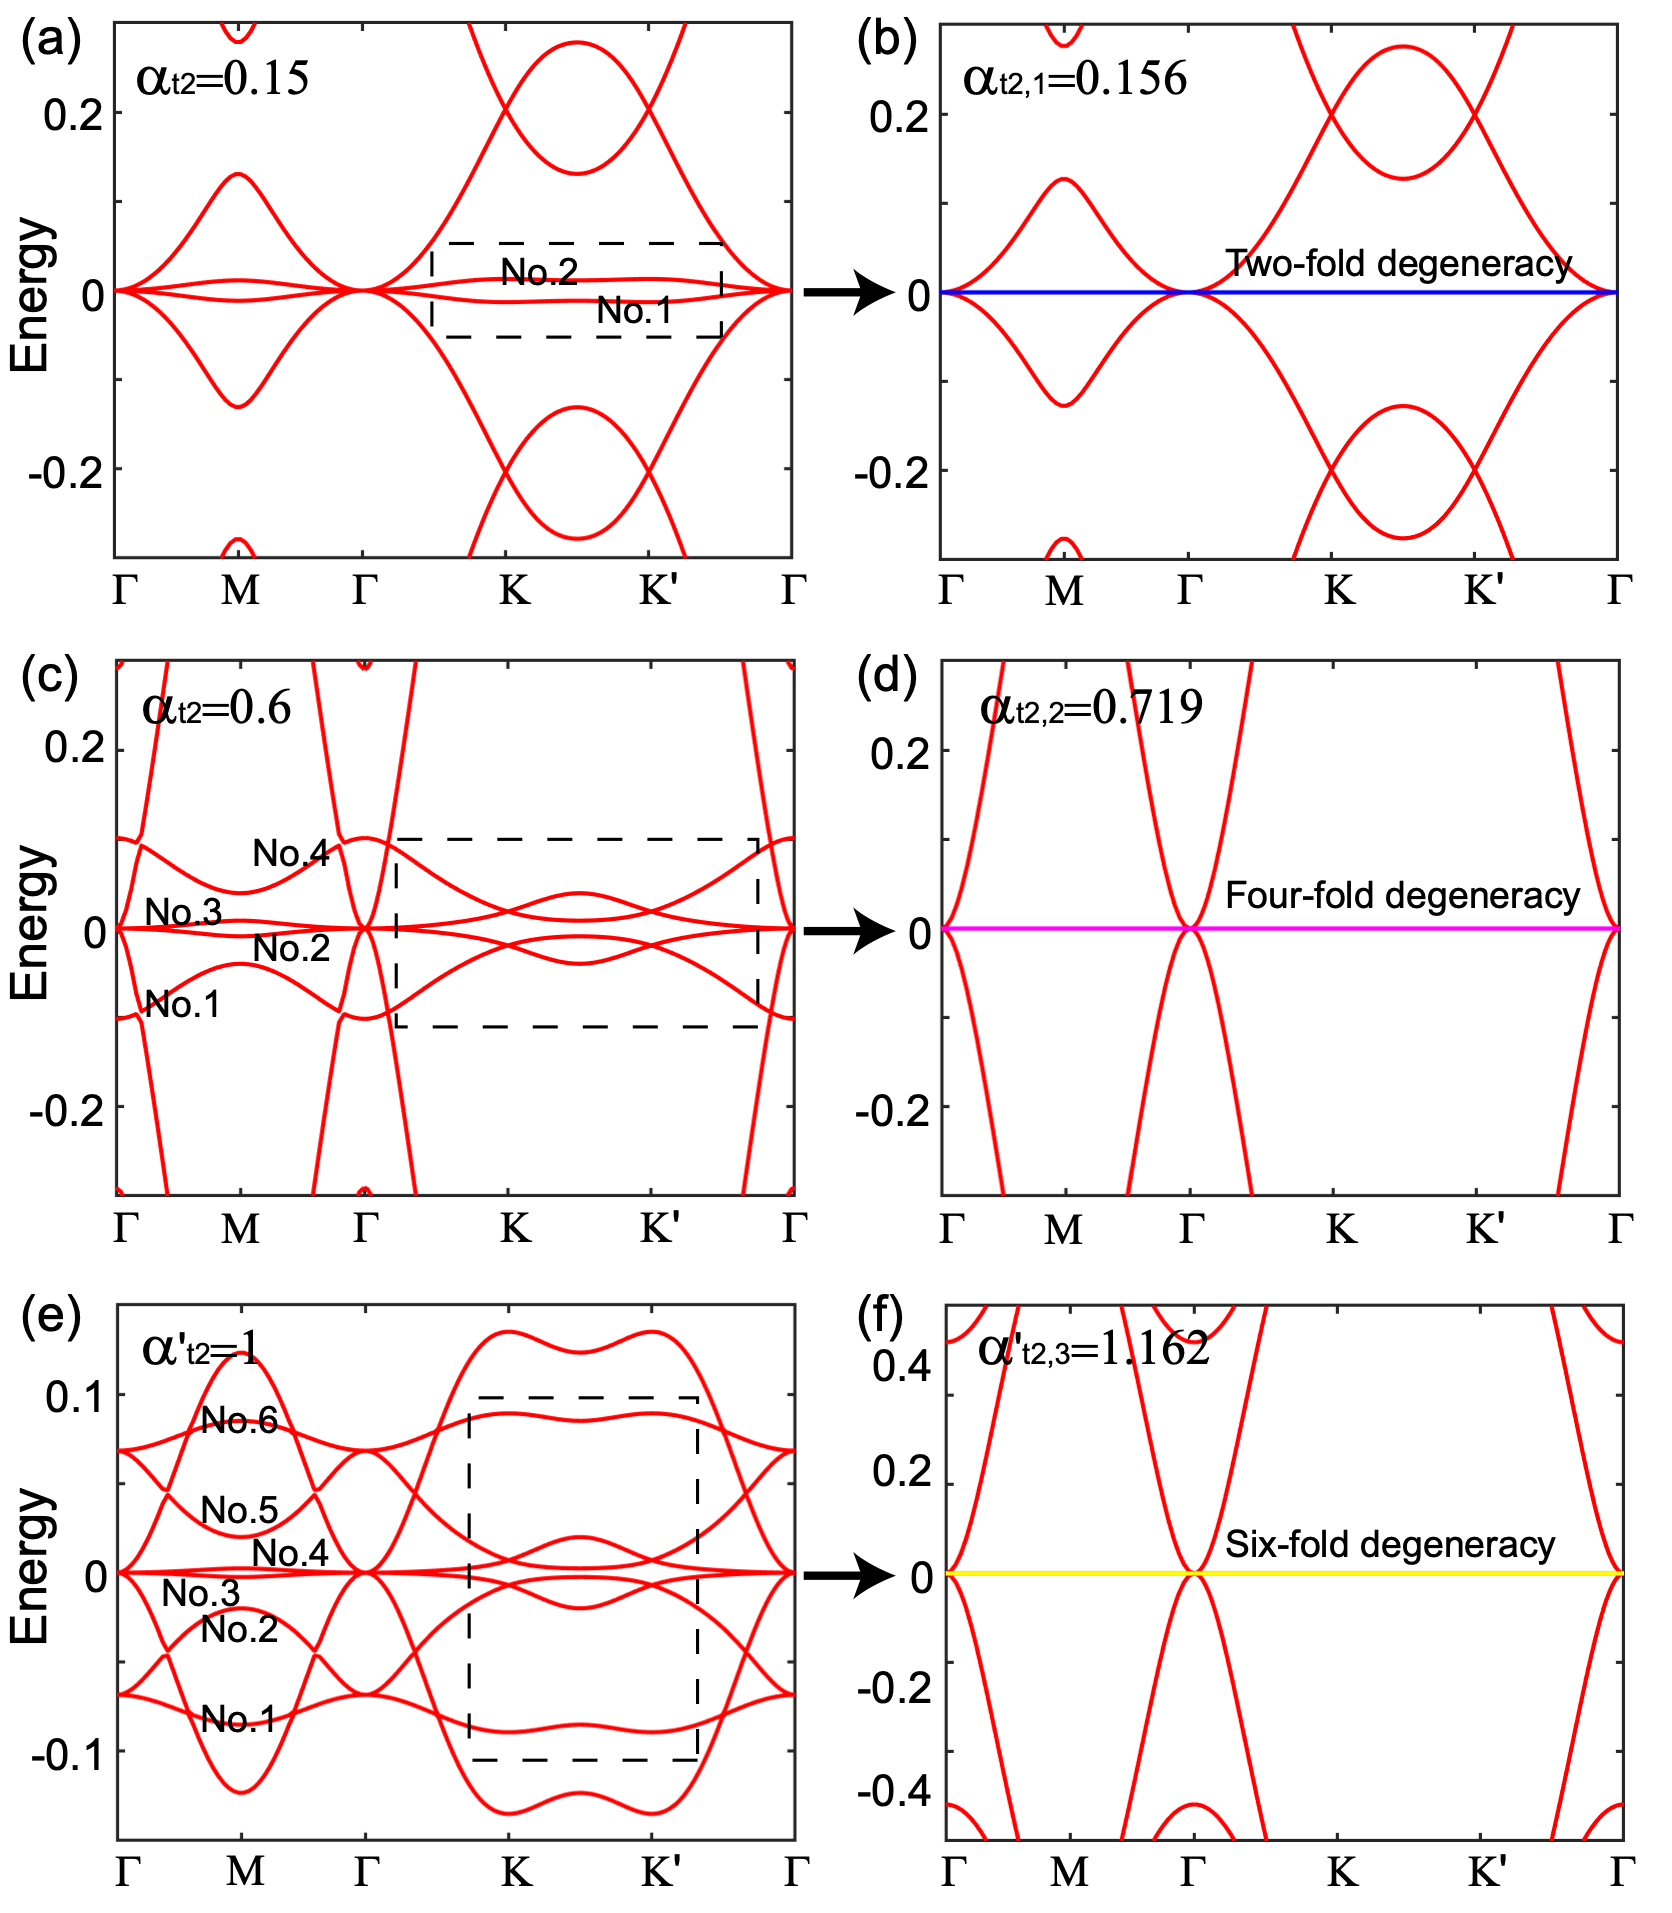 (a)
αt2=0.15
Energy
0.2
0
-0.2
No.2
No.1
Γ M Γ K K' Γ
(b)
αt2,1=0.156
0.2
0
-0.2
Two-fold degeneracy
Γ M Γ K K' Γ
(c)
αt2=0.6
Energy
0.2
0
-0.2
No.4
No.3
No.2
No.1
Γ M Γ K K' Γ
(d)
αt2,2=0.719
0.2
0
-0.2
Four-fold degeneracy
Γ M Γ K K' Γ
(e)
α't2=1
Energy
0.1
0
-0.1
No.6
No.5
No.4
No.3
No.2
No.1
Γ M Γ K K' Γ
(f)
α't2,3=1.162
0.4
0.2
0
-0.2
-0.4
Six-fold degeneracy
Γ M Γ K K' Γ